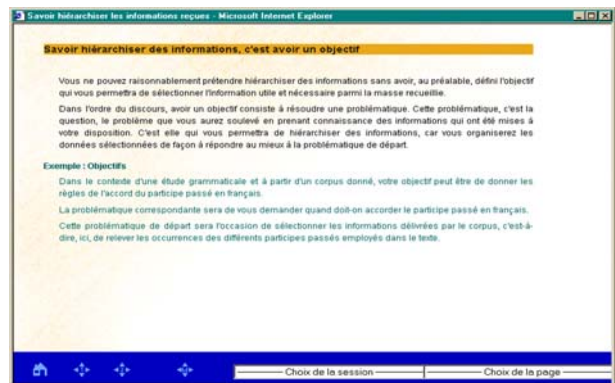 Savoir hiérarchiser les informations reçues - Microsoft Internet Explorer
Savoir hiérarchiser des informations, c'est avoir un objectif
Vous ne pouvez raisonnablement prétendre hiérarchiser des informations sans avoir, au préalable, défini l'objectif
qui vous permettra de sélectionner l'information utile et nécessaire parmi la masse recueillie.
Dans l'ordre du discours, avoir un objectif consiste à résoudre une problématique. Cette problématique, c'est la
question, le problème que vous aurez soulevé en prenant connaissance des informations qui ont été mises à
votre disposition. C'est elle qui vous permettra de hiérarchiser des informations, car vous organiserez les
données sélectionnées de façon à répondre au mieux à la problématique de départ.
Exemple : Objectifs
Dans le contexte d'une étude grammaticale et à partir d'un corpus donné, votre objectif peut être de donner les
règles de l'accord du participe passé en français.
La problématique correspondante sera de vous demander quand doit-on accorder le participe passé en français.
Cette problématique de départ sera l'occasion de sélectionner les informations délivrées par le corpus, c'est-à-
dire, ici, de relever les occurrences des différents participes passés employés dans le texte.
Choix de la session
Choix de la page